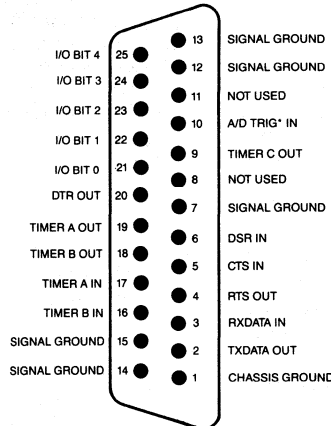 I/O BIT 4 25
I/O BIT 3 24
I/O BIT 2 23
I/O BIT 1 22
I/O BIT 0 21
DTR OUT 20
TIMER A OUT 19
TIMER B OUT 18
TIMER A IN 17
TIMER B IN 16
SIGNAL GROUND 15
SIGNAL GROUND 14
13 SIGNAL GROUND
12 SIGNAL GROUND
11 NOT USED
10 A/D TRIG* IN
9 TIMER C OUT
8 NOT USED
7 SIGNAL GROUND
6 DSR IN
5 CTS IN
4 RTS OUT
3 RXDATA IN
2 TXDATA OUT
1 CHASSIS GROUND